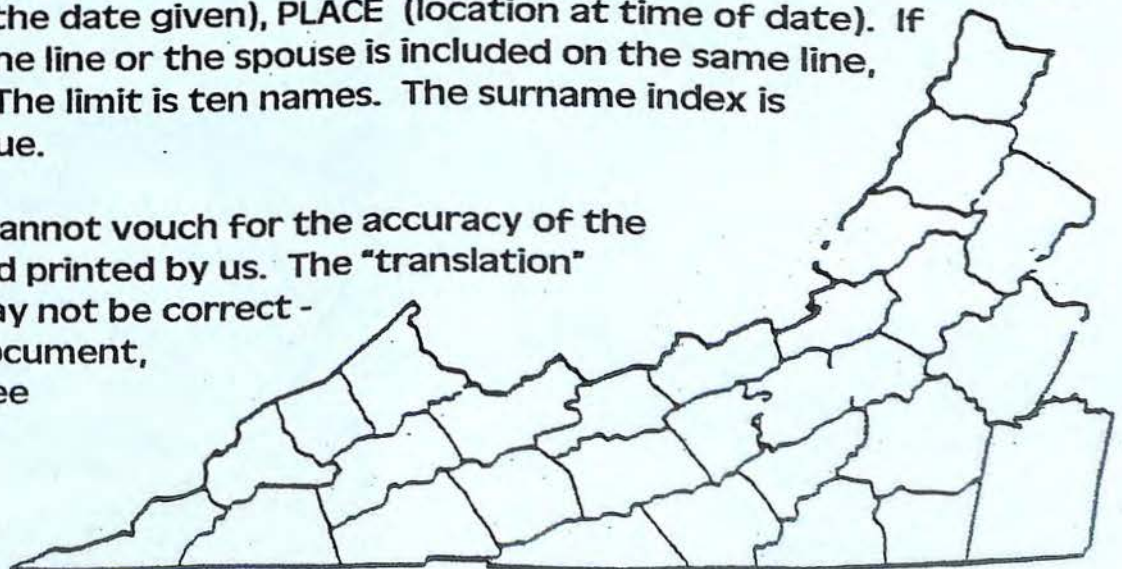 the date given), PLACE (location at time of date). If
ne line or the spouse is included on the same line,
The limit is ten names. The surname index is
ue.
annot vouch for the accuracy of the
d printed by us. The "translation"
ay not be correct -
ocument,
ee